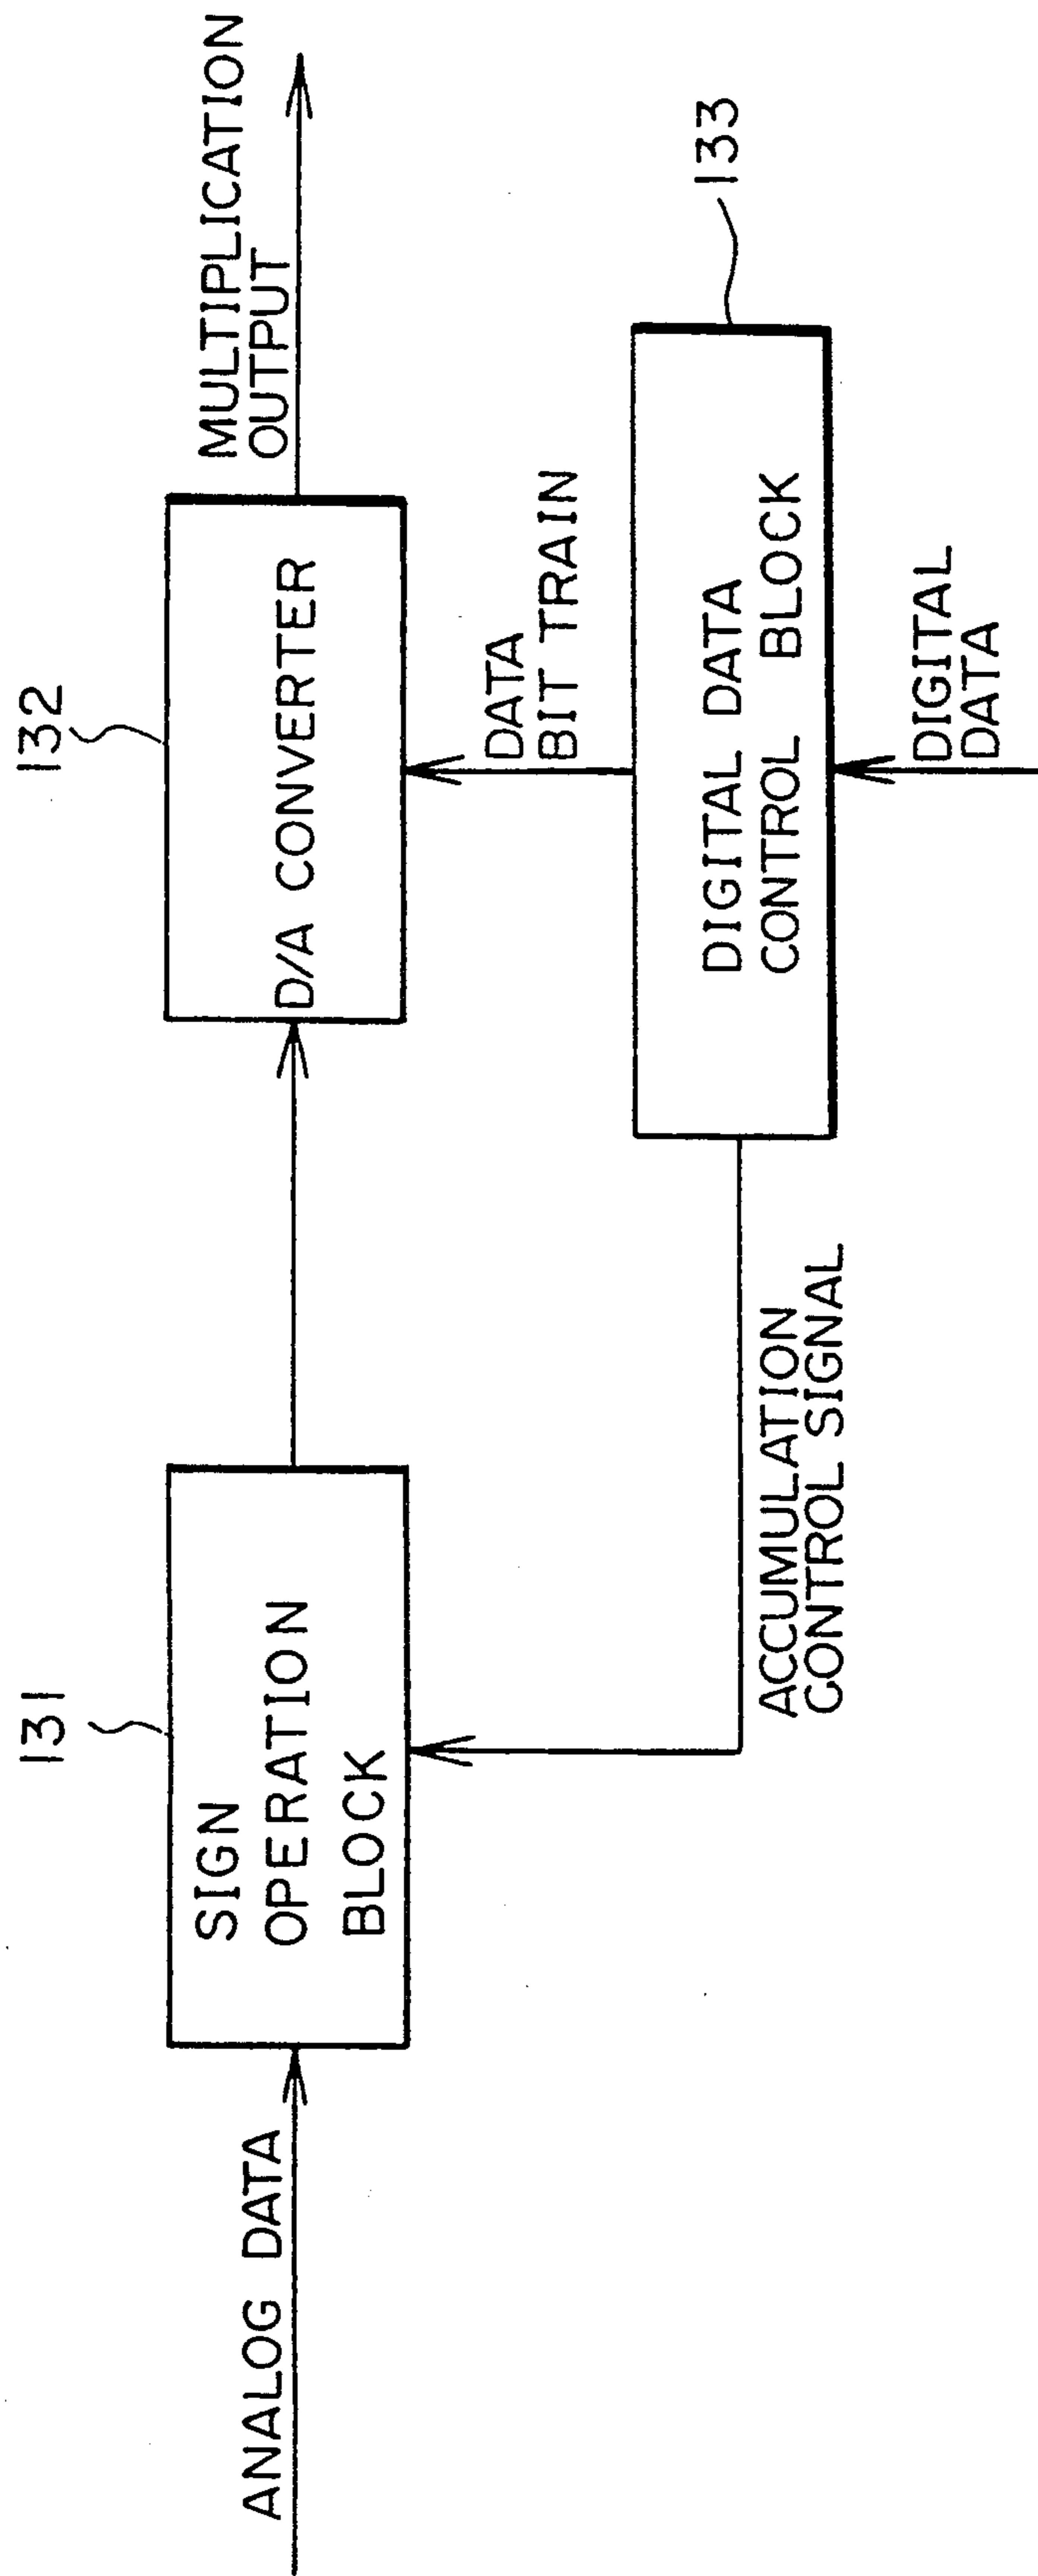 131
132
ANALOG DATA
SIGN
OPERATION
BLOCK
D/A CONVERTER
MULTIPLICATION
OUTPUT
DATA
BIT TRAIN
133
ACCUMULATION
CONTROL SIGNAL
DIGITAL DATA
CONTROL BLOCK
DIGITAL
DATA